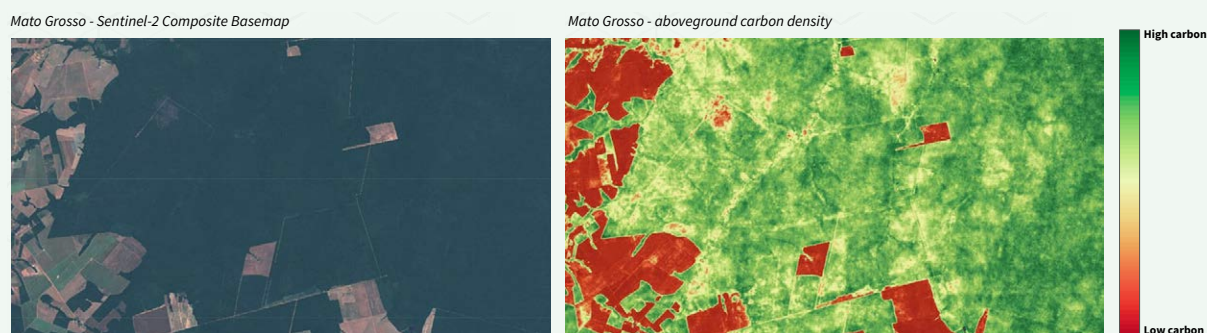 Mato Grosso - Sentinel-2 Composite Basemap
Mato Grosso - aboveground carbon density
High carbon
Low carbon